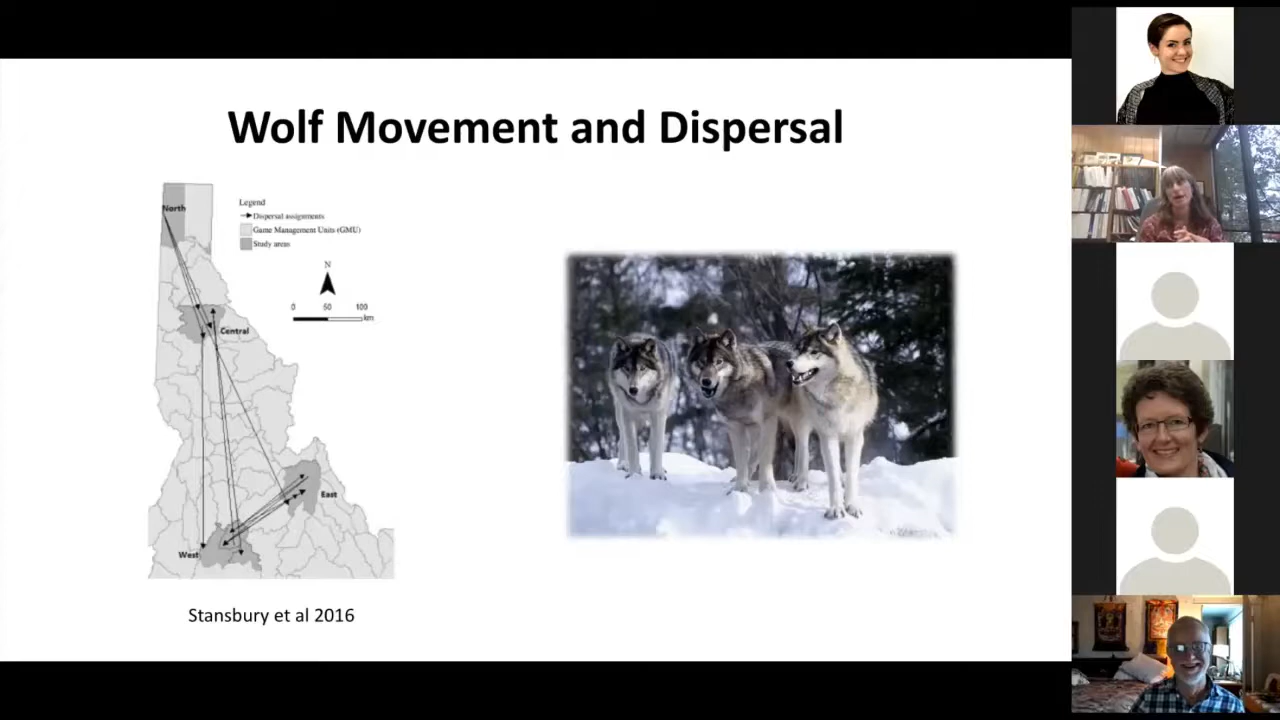 Wolf Movement and Dispersal
North
Legend
Dispersal assignments
Game Management Units (GMU)
Study areas
N
0 50 100
km
Central
East
West
Stansbury et al 2016